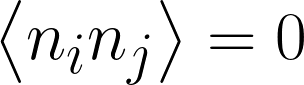 ⟨n_i n_j⟩ = 0